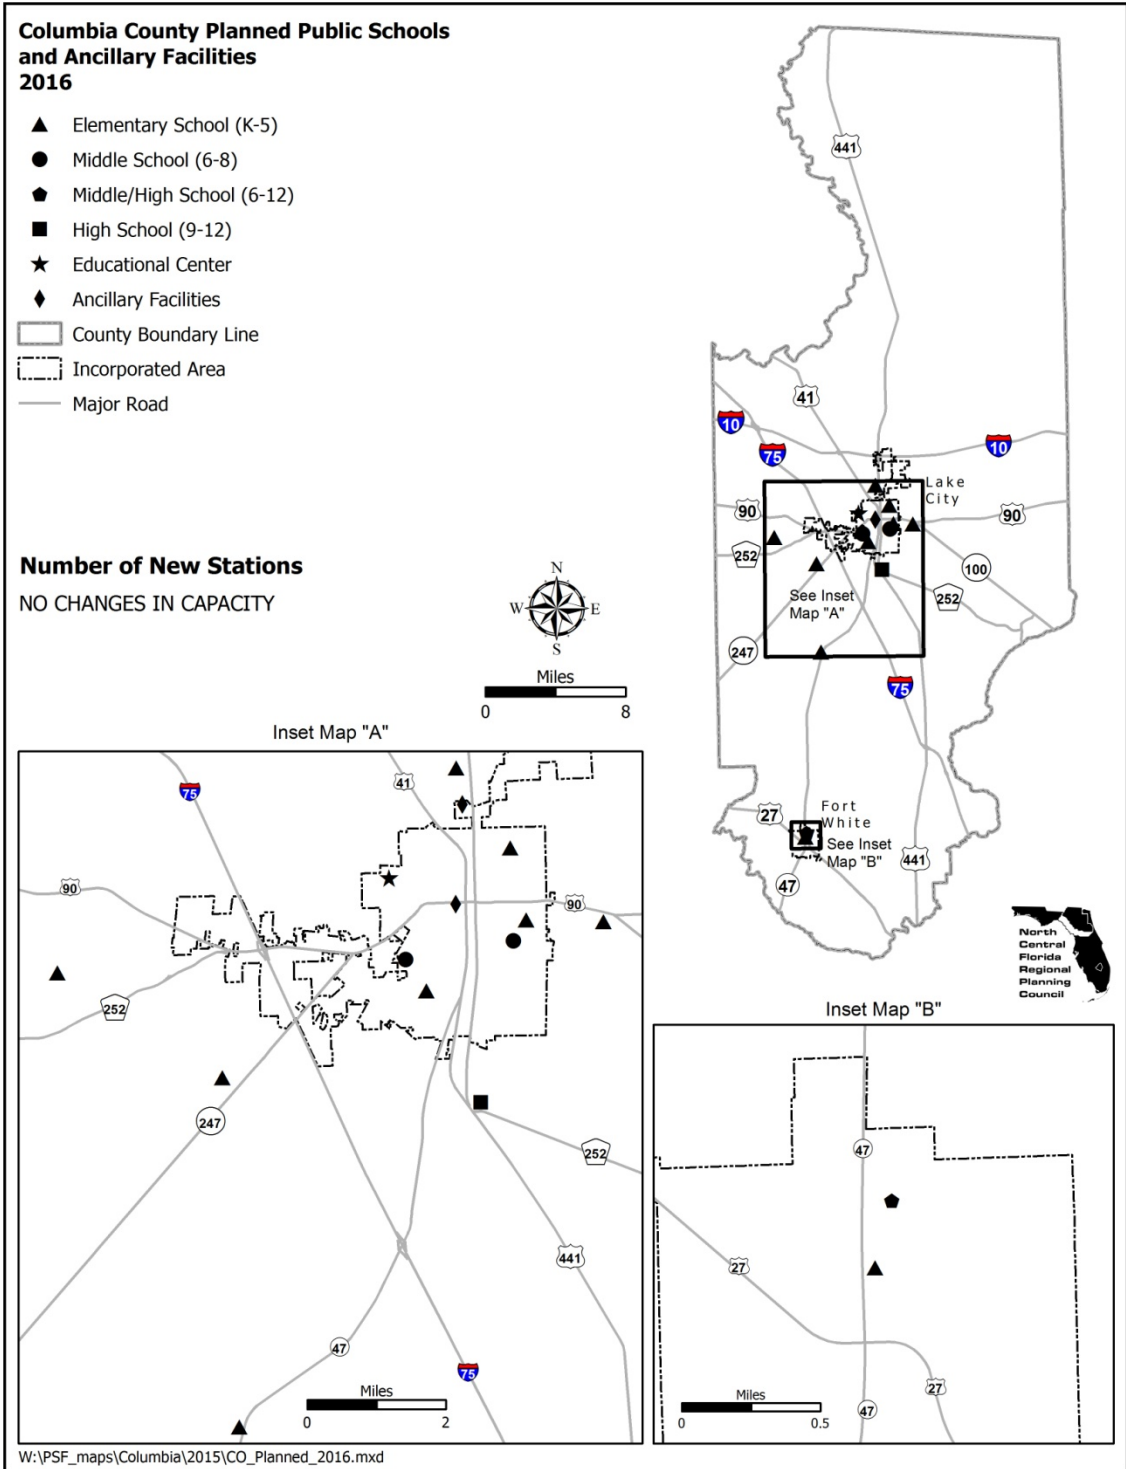 Columbia County Planned Public Schools
and Ancillary Facilities
2016
Elementary School (K-5)
Middle School (6-8)
Middle/High School (6-12)
High School (9-12)
Educational Center
Ancillary Facilities
County Boundary Line
Incorporated Area
Major Road
Number of New Stations
NO CHANGES IN CAPACITY
N
W E
S
Miles
0 8
441
41
10
75
10
Lake
City
90
90
252
100
See Inset
Map "A"
252
247
75
27
Fort
White
See Inset
Map "B"
441
47
North
Central
Florida
Regional
Planning
Council
Inset Map "A"
75
41
90
90
252
247
252
441
47
75
Miles
0 2
Inset Map "B"
47
27
27
47
Miles
0 0.5
W:\PSF_maps\Columbia\2015\CO_Planned_2016.mxd